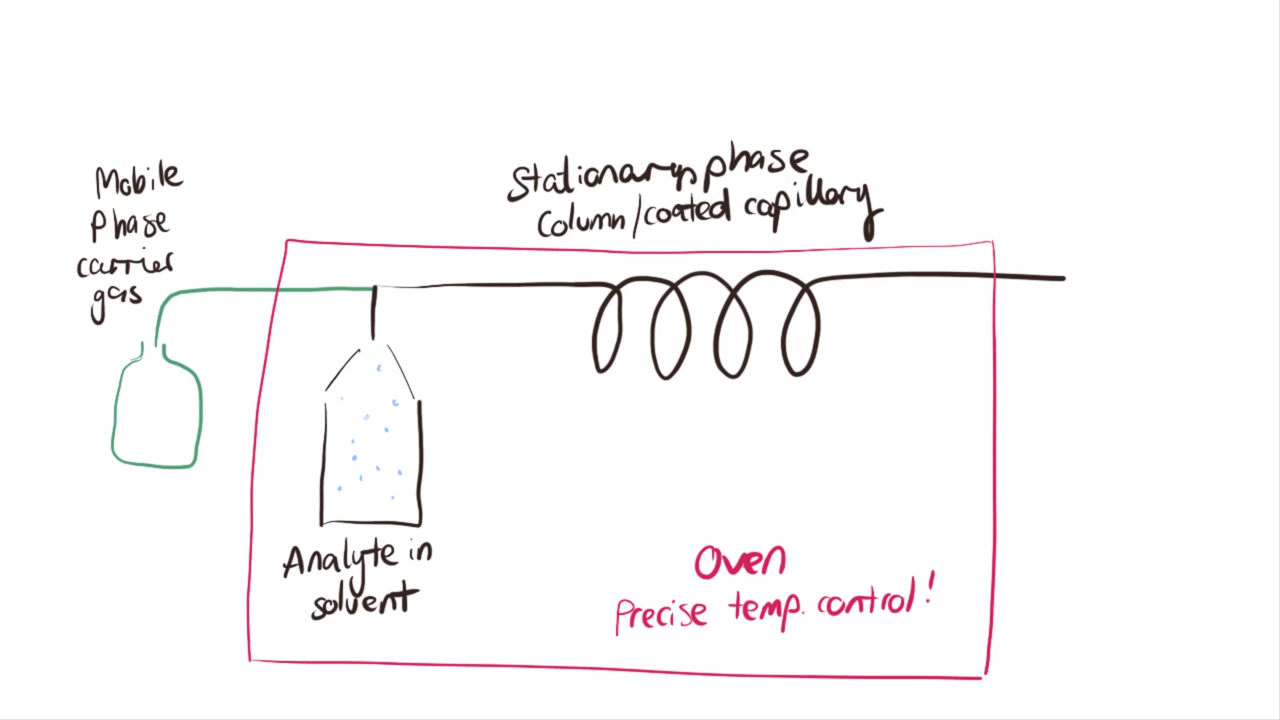 Mobile
Phase
carrier
gas
Stationary phase
Column/coated capillary
Analyte in
solvent
Oven
Precise temp. control!